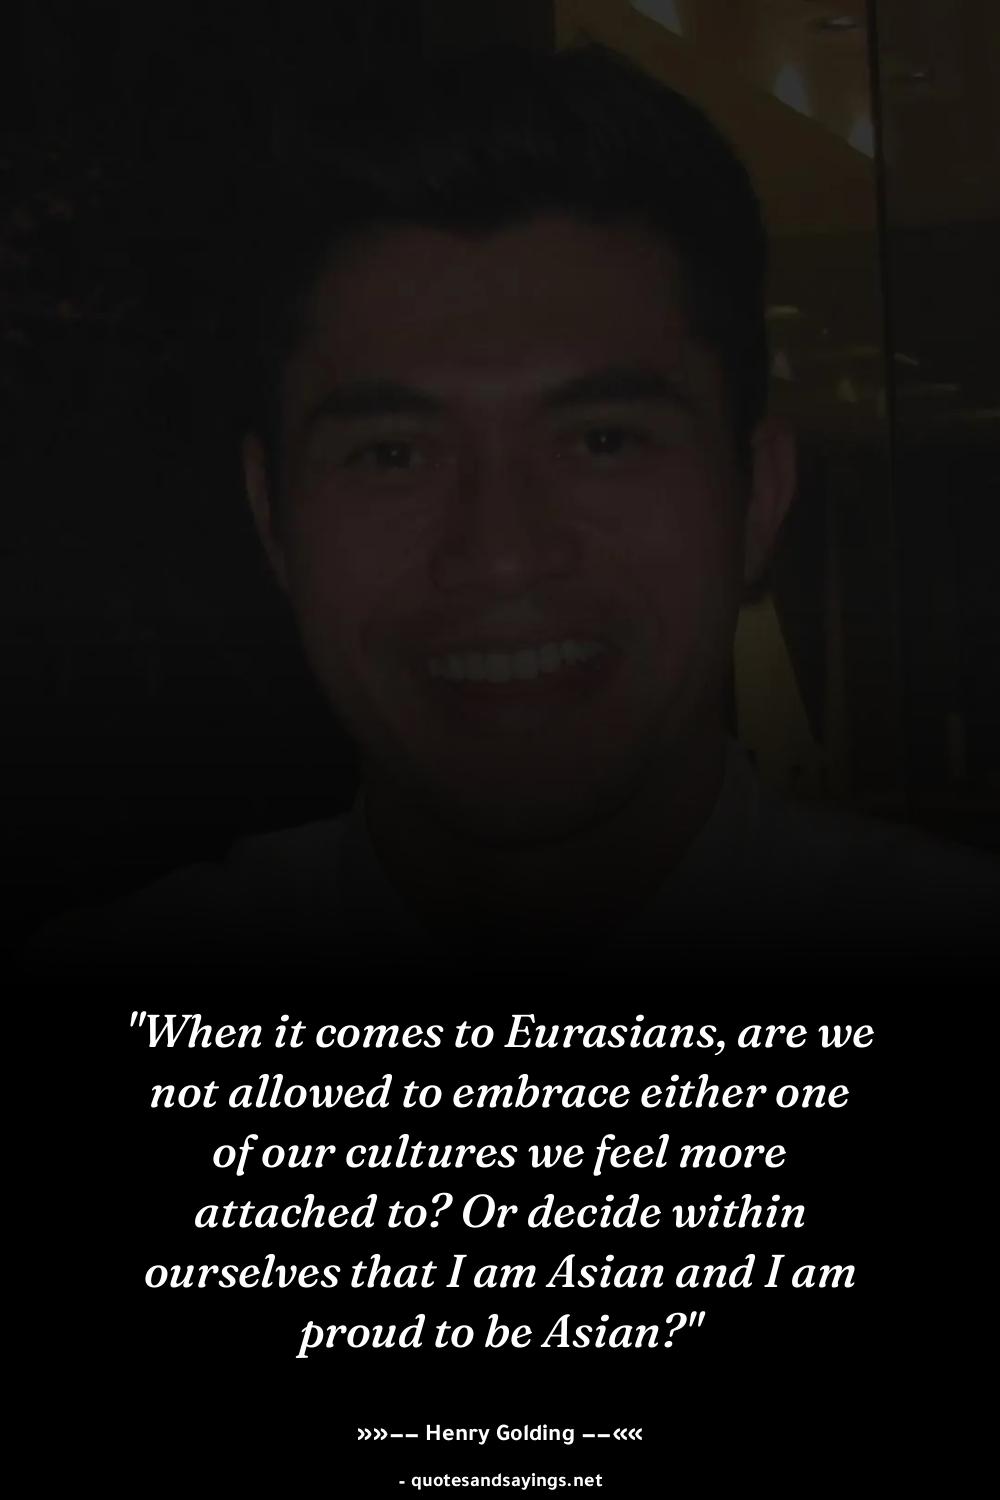 "When it comes to Eurasians, are we
not allowed to embrace either one
of our cultures we feel more
attached to? Or decide within
ourselves that I am Asian and I am
proud to be Asian?"
»»–– Henry Golding ––««
- quotesandsayings.net